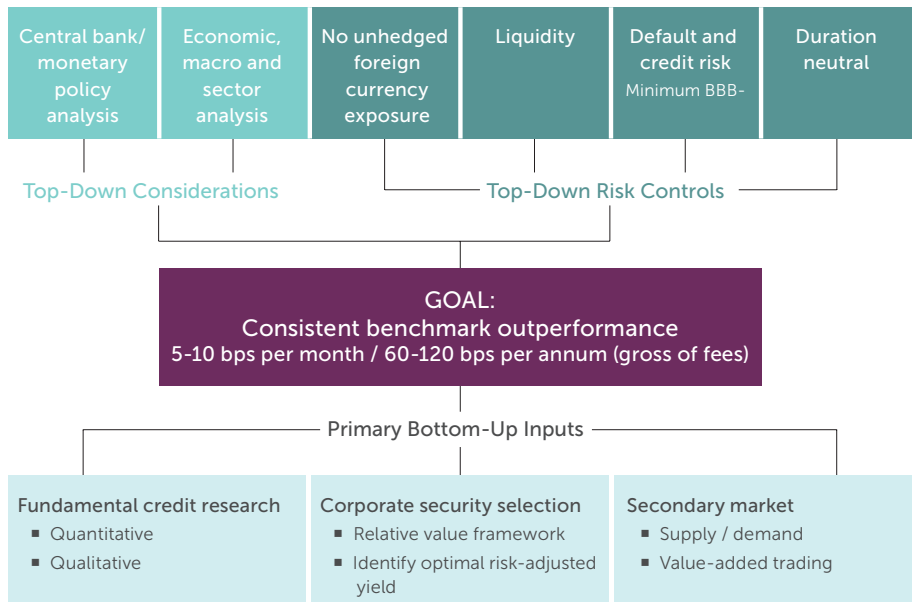 Central bank/
monetary
policy
analysis
Economic,
macro and
sector
analysis
No unhedged
foreign
currency
exposure
Liquidity
Default and
credit risk
Minimum BBB-
Duration
neutral
Top-Down Considerations
Top-Down Risk Controls
GOAL:
Consistent benchmark outperformance
5-10 bps per month / 60-120 bps per annum (gross of fees)
Primary Bottom-Up Inputs
Fundamental credit research
▪ Quantitative
▪ Qualitative
Corporate security selection
▪ Relative value framework
▪ Identify optimal risk-adjusted
yield
Secondary market
▪ Supply / demand
▪ Value-added trading